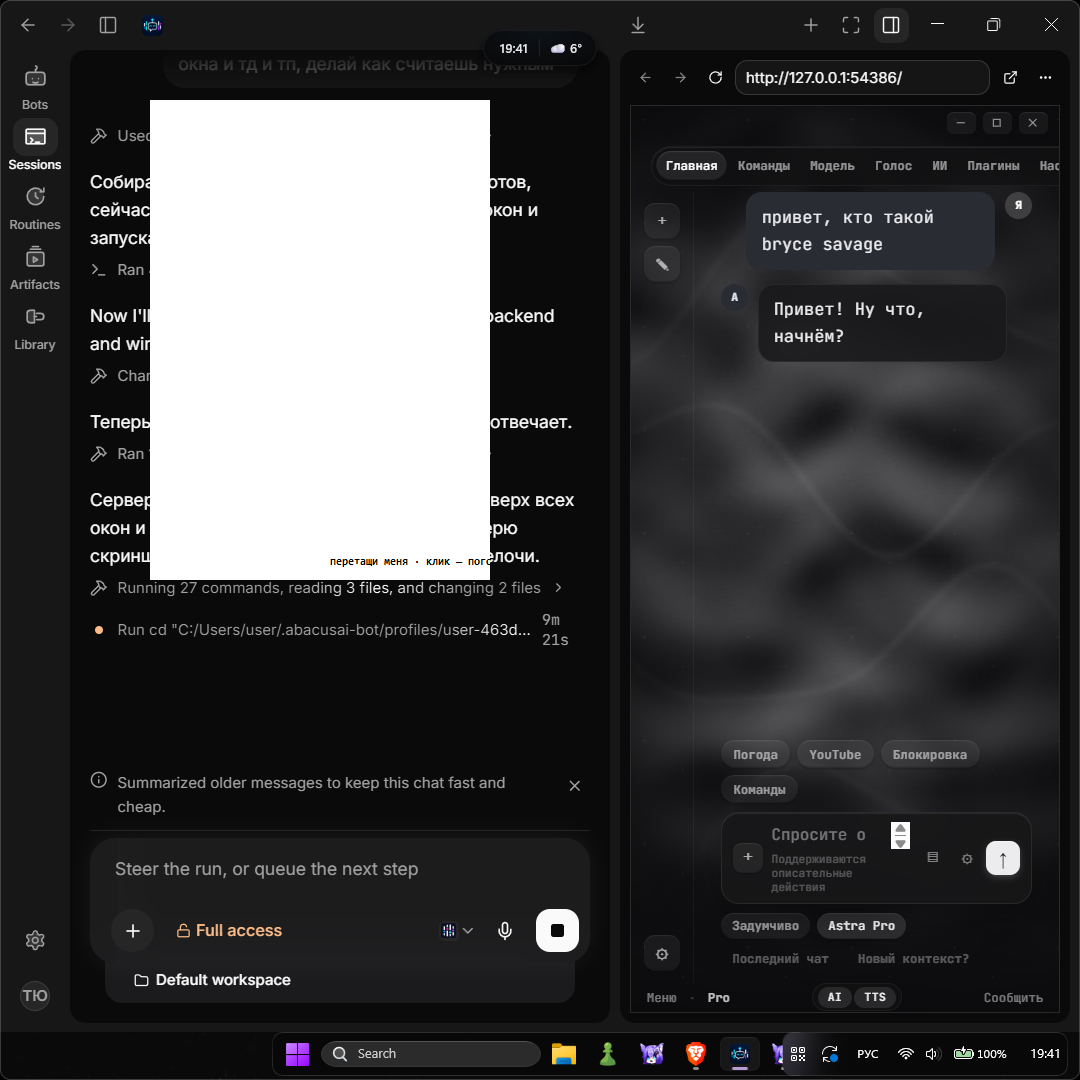 19:41 6°
окна и тд и тп, делай как считаешь нужным
Bots
Sessions
Routines
Artifacts
Library
ТЮ
Used
Собира отов,
сейчас окон и
запуска
Ran
Now I'll backend
and win
Chan
Теперь отвечает.
Ran
Сервер верх всех
окон и ерю
скринш елочи.
перетащи меня · клик — пого
Running 27 commands, reading 3 files, and changing 2 files
Run cd "C:/Users/user/.abacusai-bot/profiles/user-463d... 9m
21s
Summarized older messages to keep this chat fast and
cheap.
Steer the run, or queue the next step
Full access
Default workspace
http://127.0.0.1:54386/
Главная Команды Модель Голос ИИ Плагины Нас
привет, кто такой
bryce savage
Я
А
Привет! Ну что,
начнём?
Погода YouTube Блокировка
Команды
Спросите о
Поддерживаются
описательные
действия
Задумчиво Astra Pro
Последний чат Новый контекст?
Меню · Pro AI TTS Сообщить
Search РУС 100% 19:41